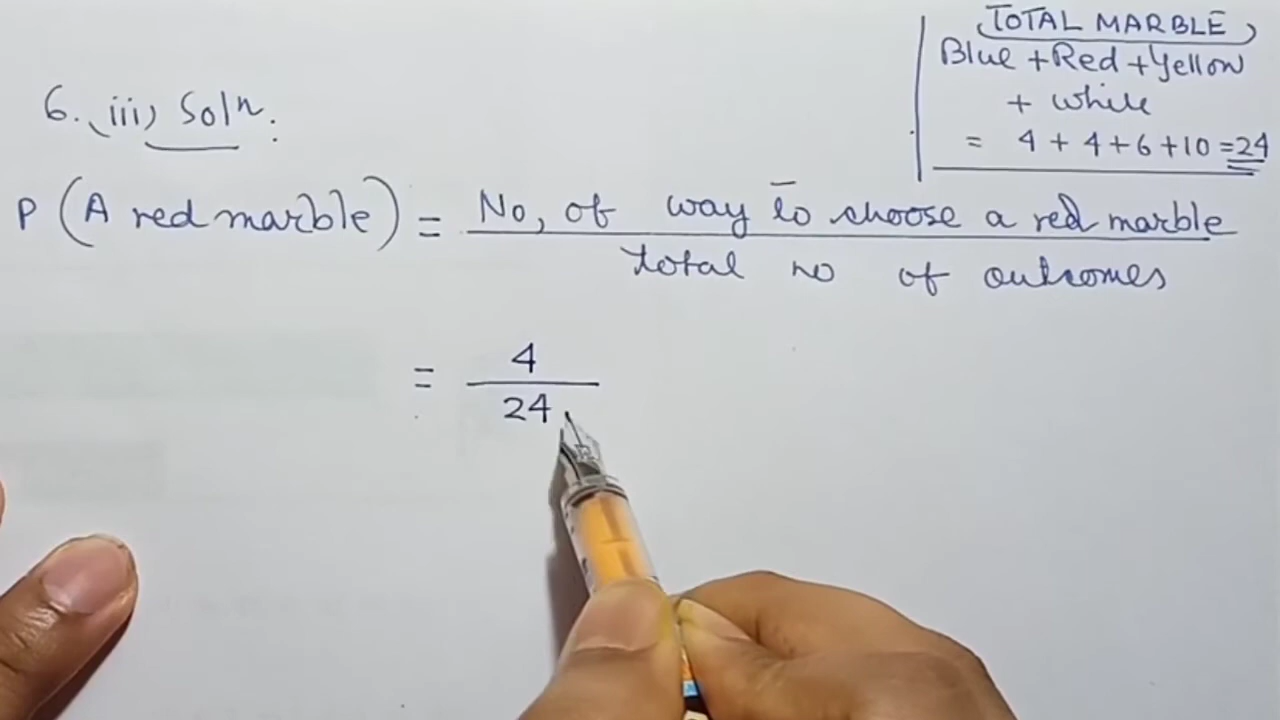 TOTAL MARBLE
Blue + Red + Yellow
+ while
= 4 + 4 + 6 + 10 = 24
6. iii) Solⁿ.
P (A red marble) = No, of way to choose a red marble
total no of outcomes
= 4
24